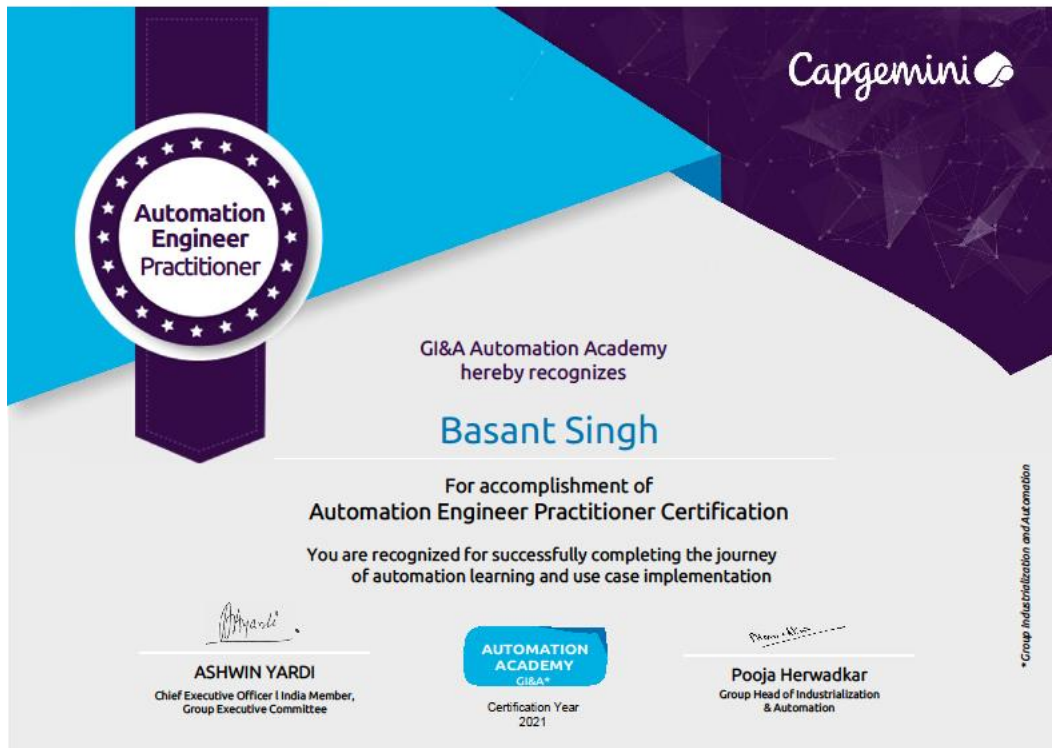 Capgemini
Automation
Engineer
Practitioner
GI&A Automation Academy
hereby recognizes
Basant Singh
For accomplishment of
Automation Engineer Practitioner Certification
You are recognized for successfully completing the journey
of automation learning and use case implementation
ASHWIN YARDI
Chief Executive Officer l India Member,
Group Executive Committee
AUTOMATION
ACADEMY
GI&A*
Certification Year
2021
Pooja Herwadkar
Group Head of Industrialization
& Automation
*Group Industrialization and Automation